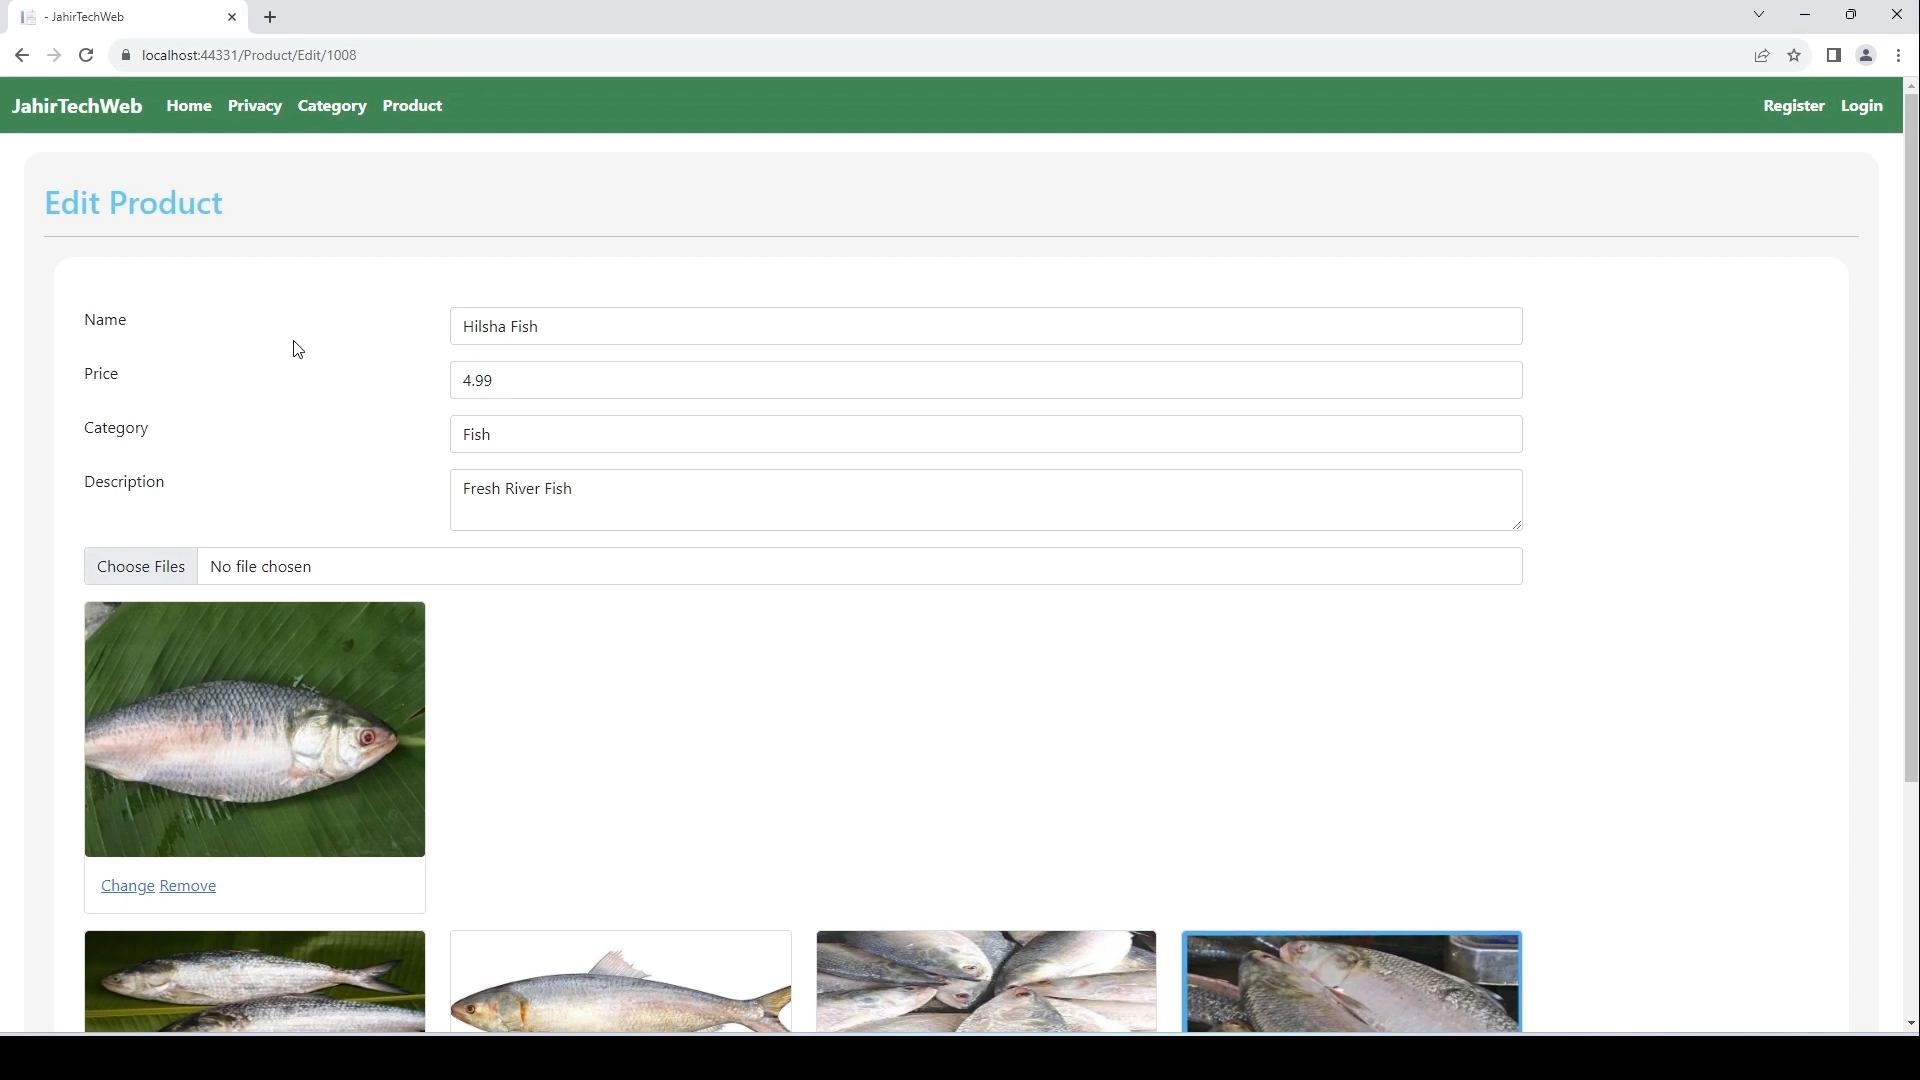 - JahirTechWeb
localhost:44331/Product/Edit/1008
JahirTechWeb Home Privacy Category Product Register Login
Edit Product
Name Hilsha Fish
Price 4.99
Category Fish
Description Fresh River Fish
Choose Files No file chosen
Change Remove